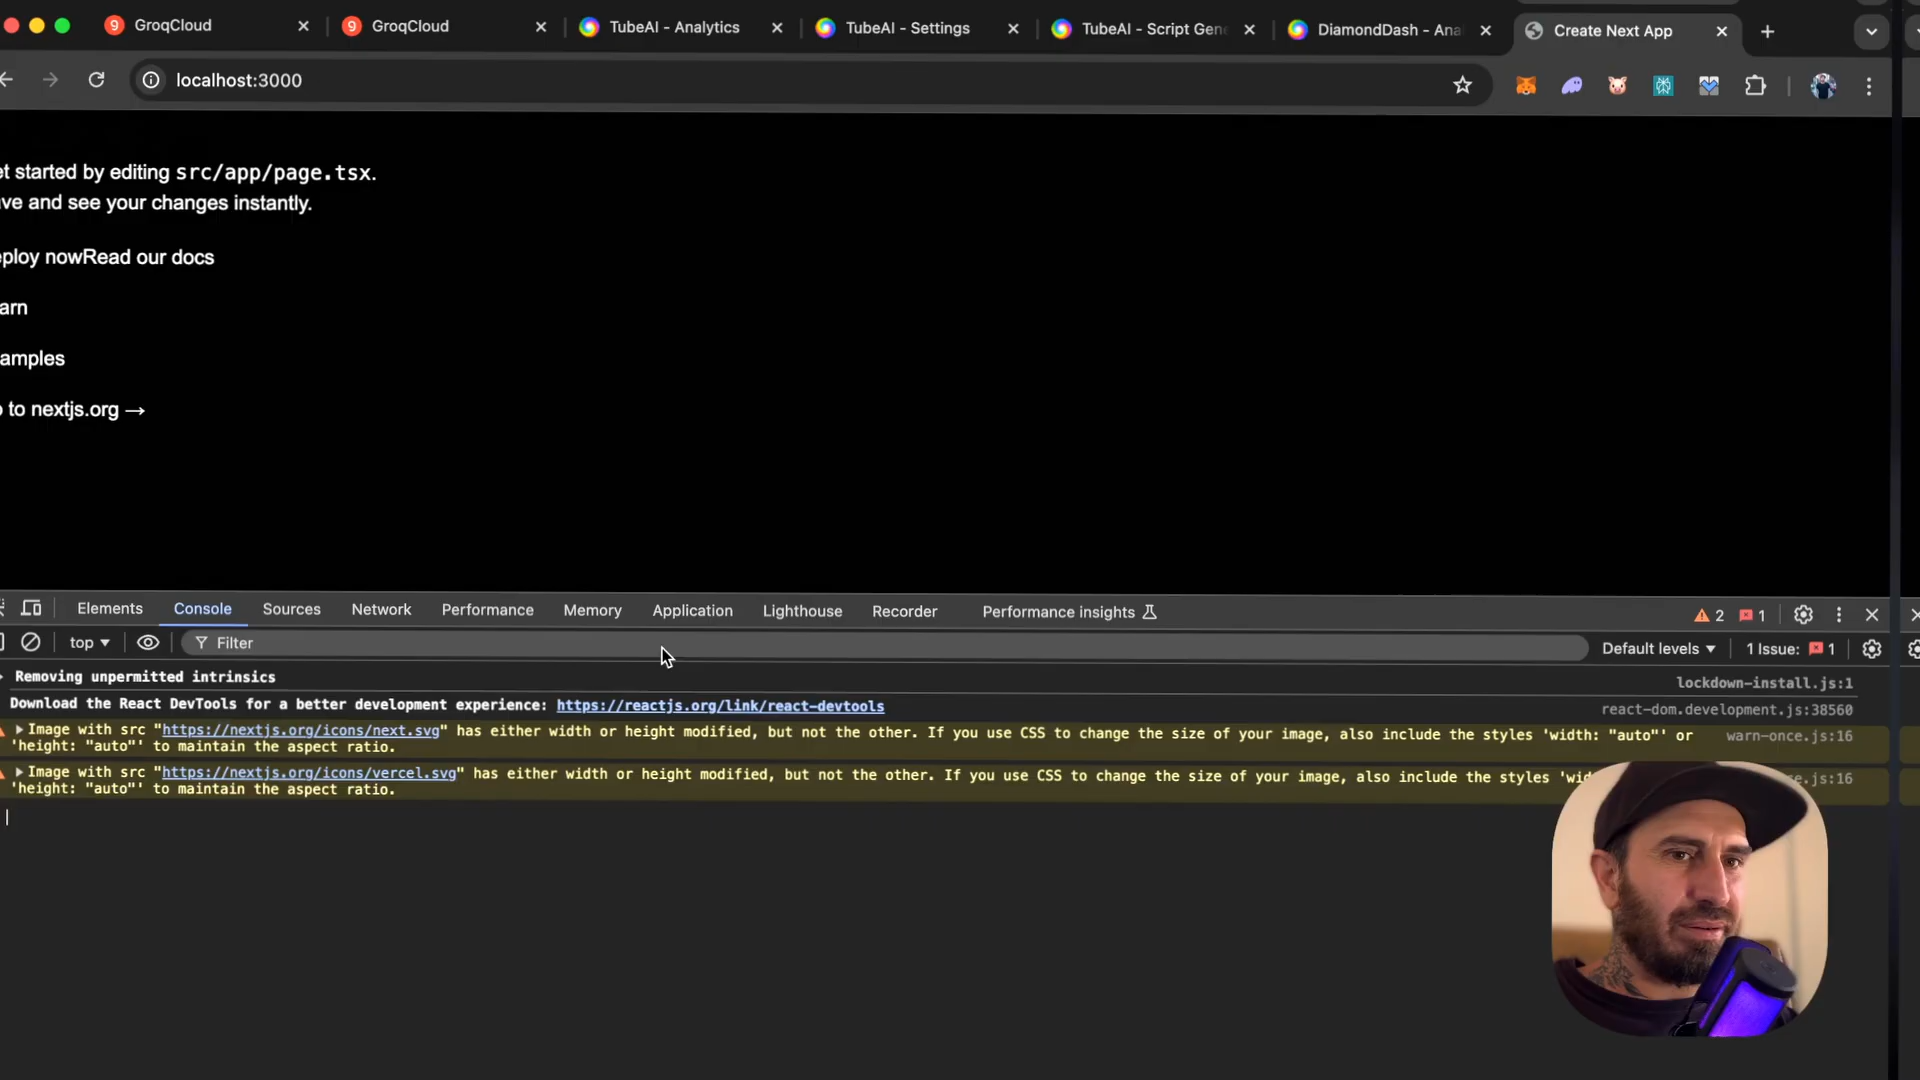 GroqCloud
GroqCloud
TubeAI - Analytics
TubeAI - Settings
TubeAI - Script Gene
DiamondDash - Ana
Create Next App
localhost:3000
et started by editing src/app/page.tsx.
ve and see your changes instantly.
eploy nowRead our docs
arn
amples
o to nextjs.org →
Elements
Console
Sources
Network
Performance
Memory
Application
Lighthouse
Recorder
Performance insights
2
1
top
Filter
Default levels
1 Issue: 1
Removing unpermitted intrinsics
lockdown-install.js:1
Download the React DevTools for a better development experience: https://reactjs.org/link/react-devtools
react-dom.development.js:38560
Image with src "https://nextjs.org/icons/next.svg" has either width or height modified, but not the other. If you use CSS to change the size of your image, also include the styles 'width: "auto"' or
warn-once.js:16
'height: "auto"' to maintain the aspect ratio.
Image with src "https://nextjs.org/icons/vercel.svg" has either width or height modified, but not the other. If you use CSS to change the size of your image, also include the styles 'wid
e.js:16
'height: "auto"' to maintain the aspect ratio.